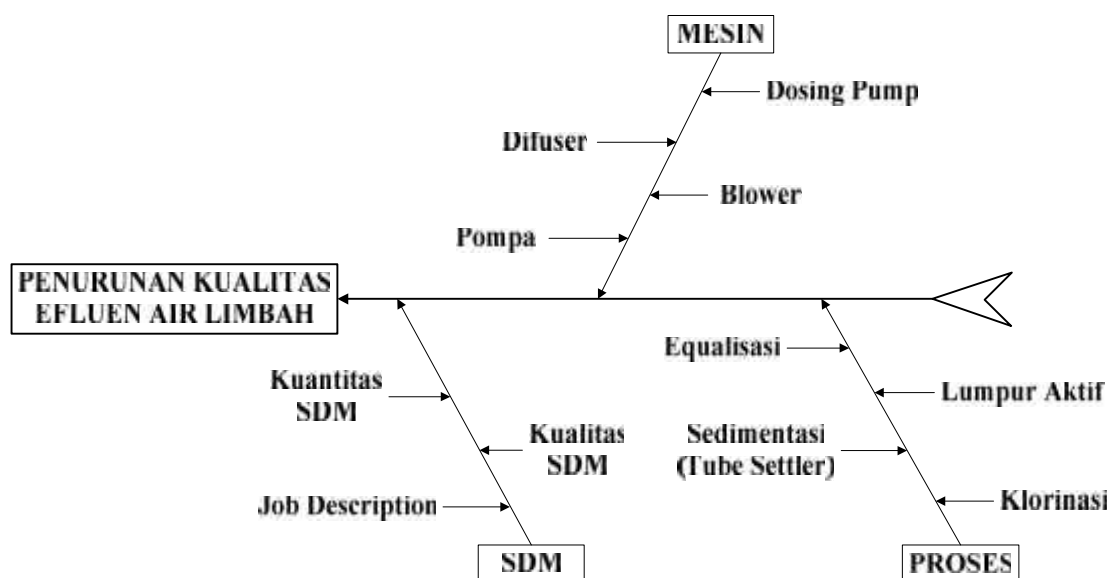 MESIN
Dosing Pump
Difuser
Blower
Pompa
PENURUNAN KUALITAS
EFLUEN AIR LIMBAH
Equalisasi
Kuantitas
SDM
Lumpur Aktif
Kualitas
SDM
Sedimentasi
(Tube Settler)
Job Description
Klorinasi
SDM
PROSES